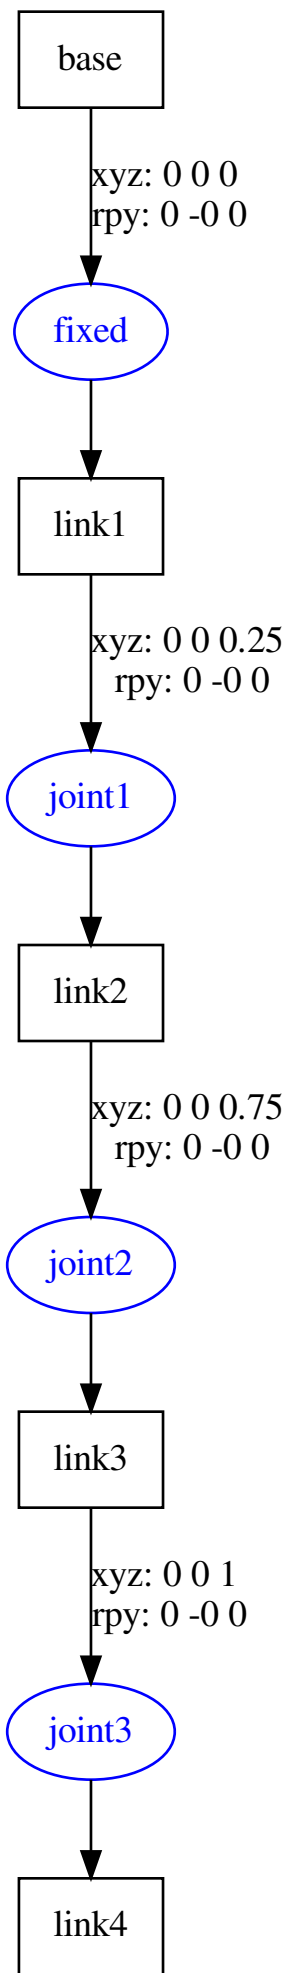 base
xyz: 0 0 0
rpy: 0 -0 0
fixed
link1
xyz: 0 0 0.25
rpy: 0 -0 0
joint1
link2
xyz: 0 0 0.75
rpy: 0 -0 0
joint2
link3
xyz: 0 0 1
rpy: 0 -0 0
joint3
link4